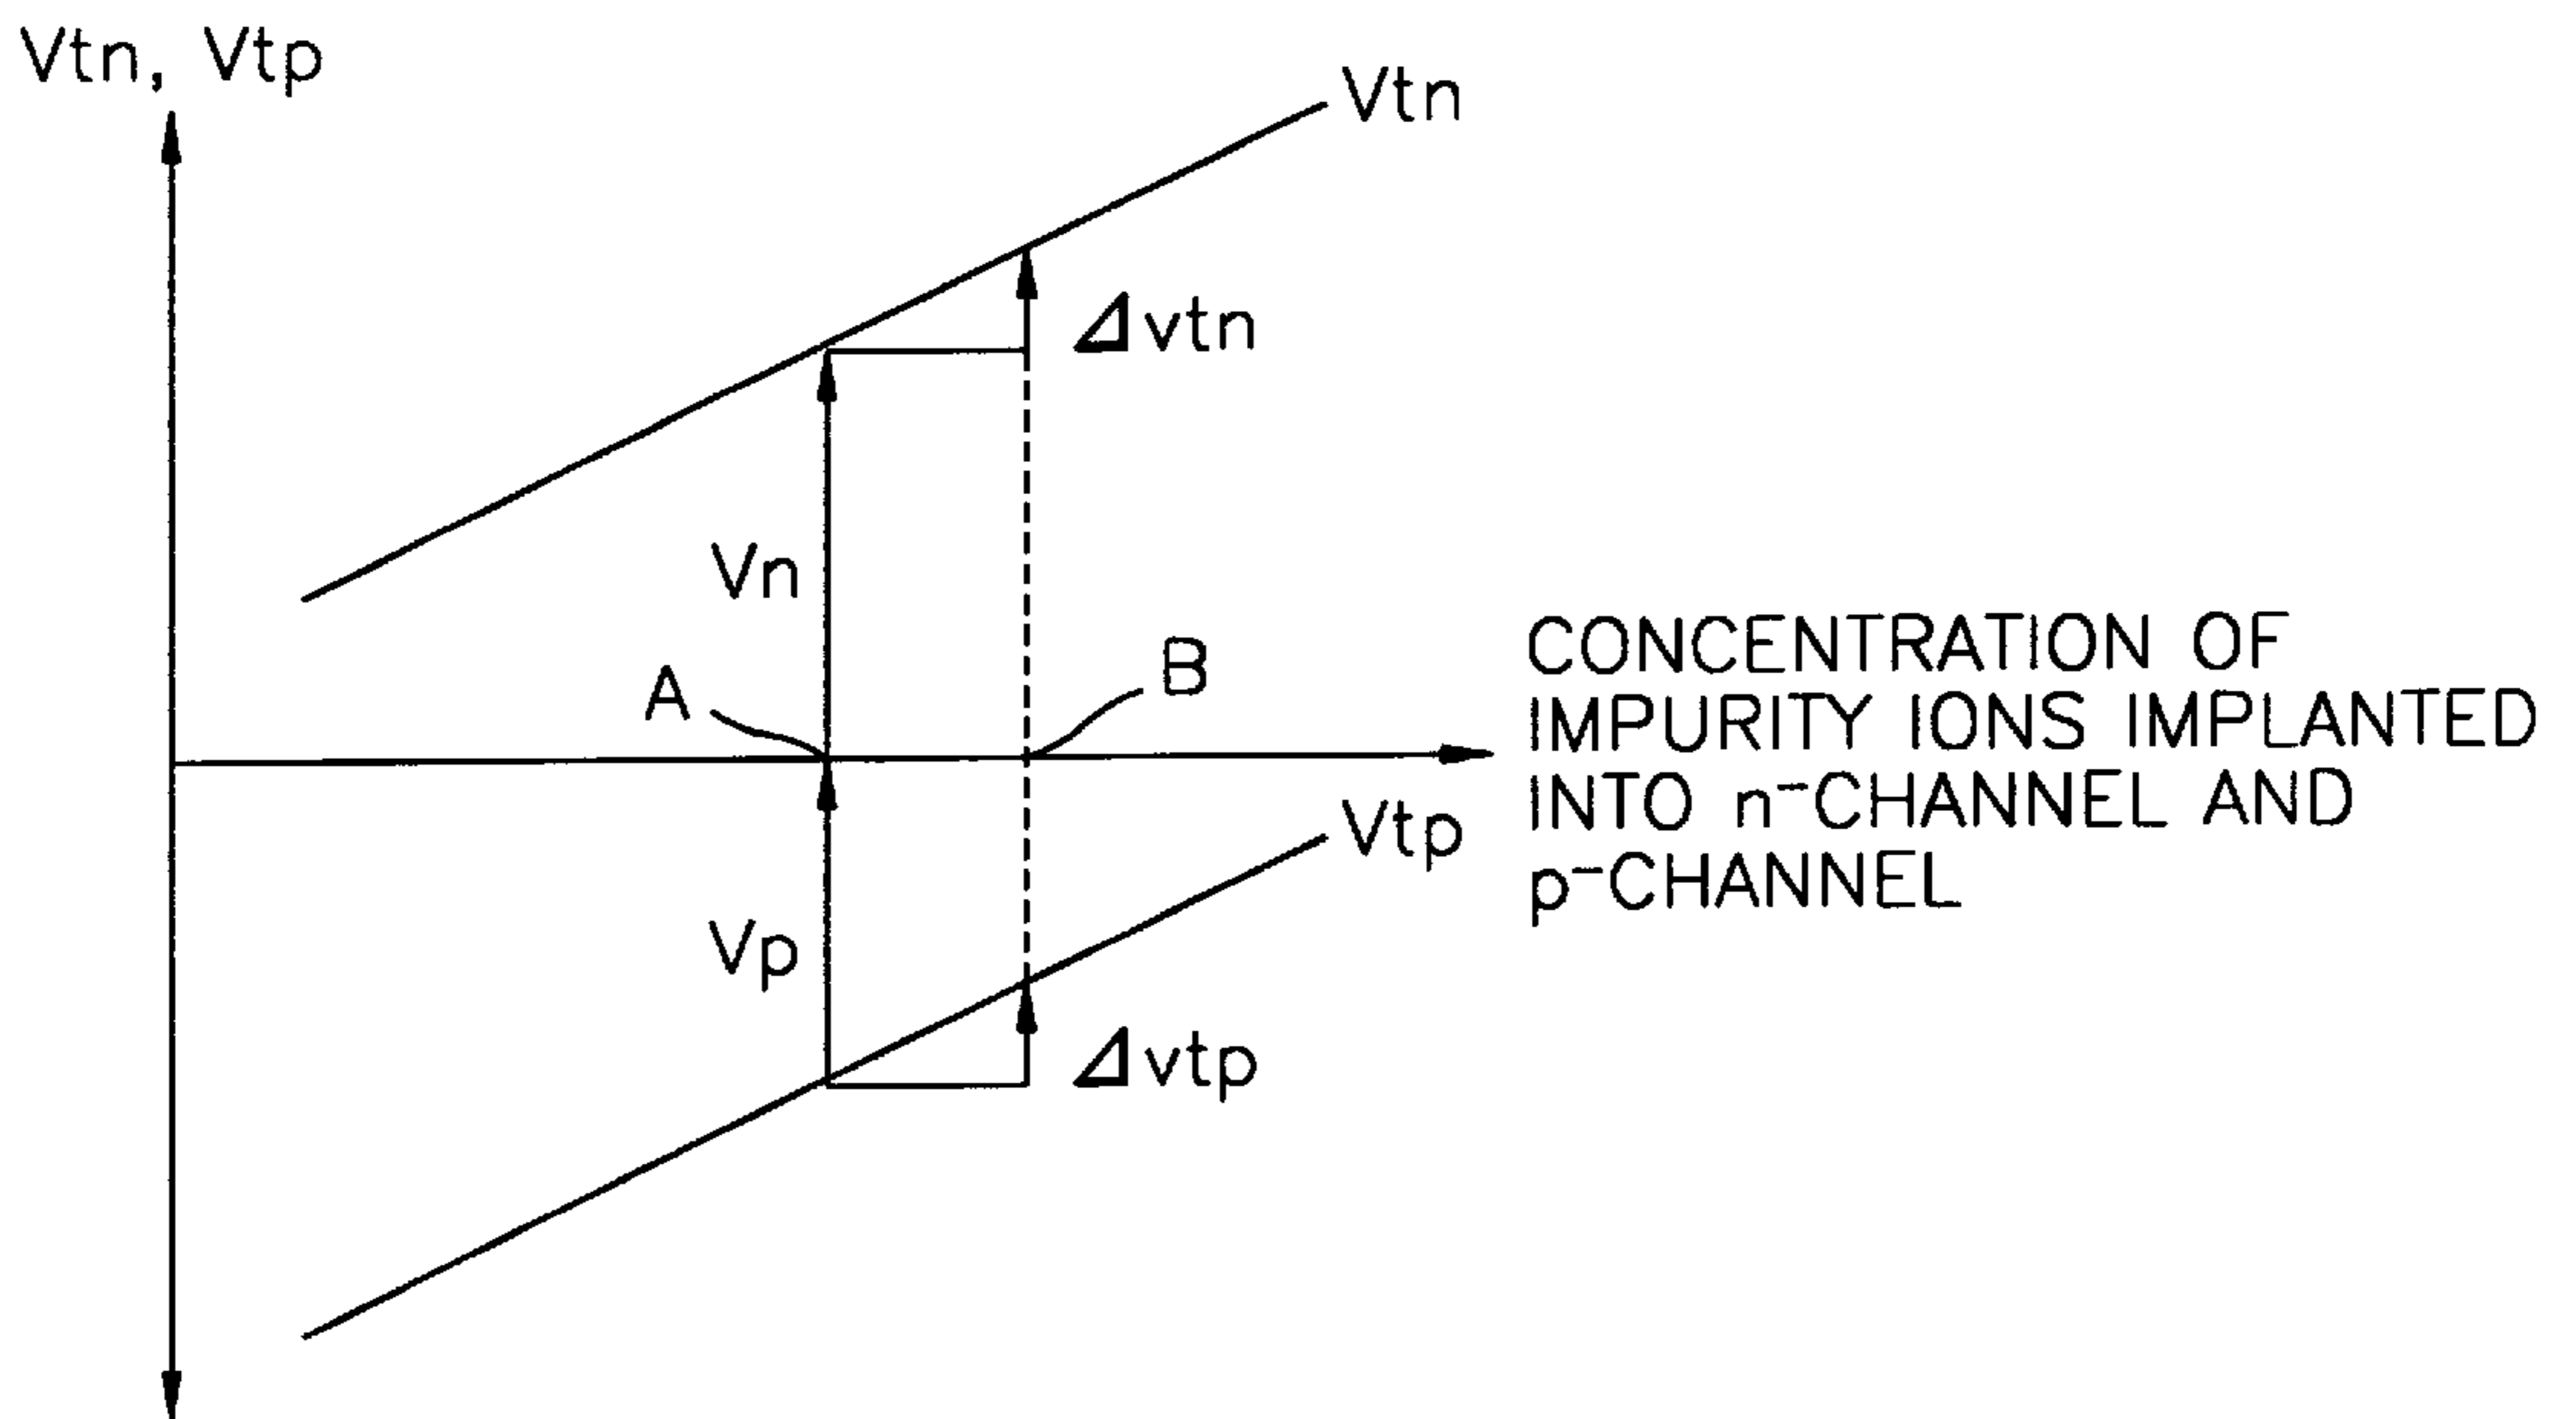 Vtn, Vtp
Vtn
Δvtn
Vn
A
B
CONCENTRATION OF
IMPURITY IONS IMPLANTED
INTO n-CHANNEL AND
p-CHANNEL
Vtp
Vp
Δvtp